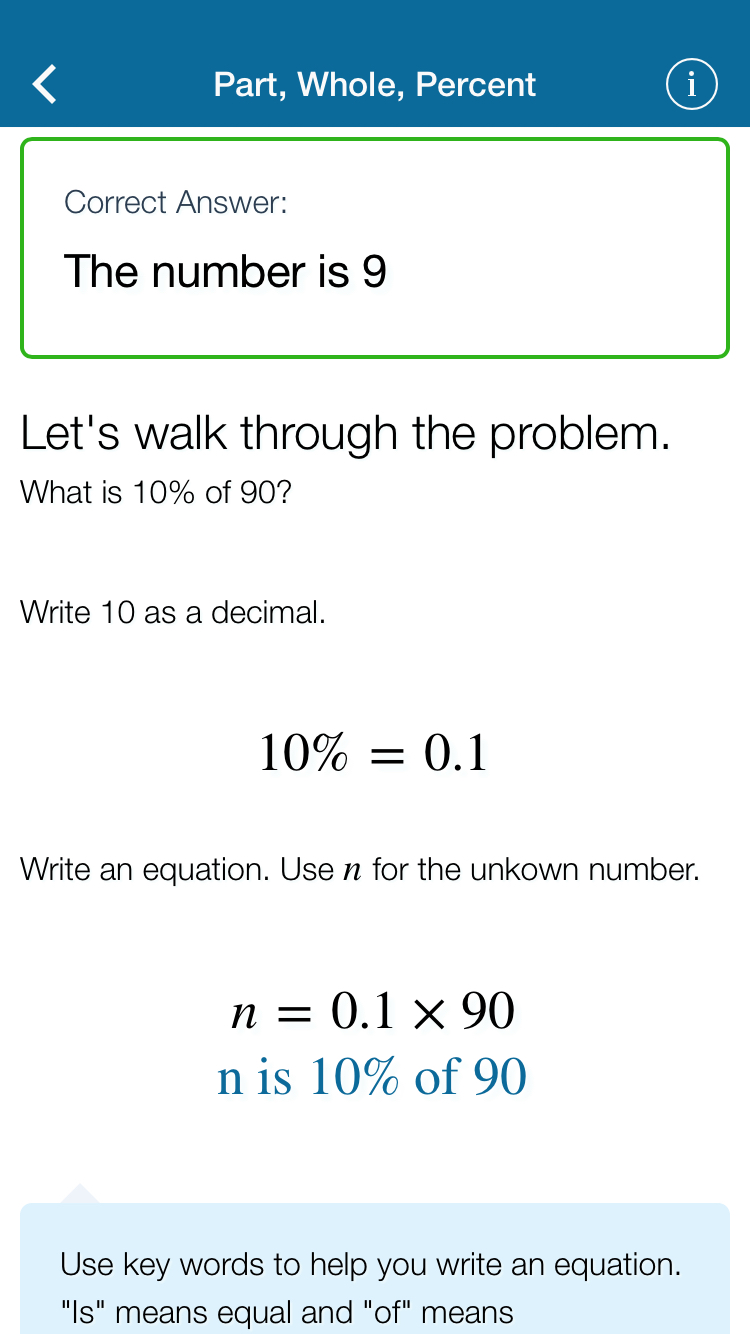 Part, Whole, Percent
i
Correct Answer:
The number is 9
Let's walk through the problem.
What is 10% of 90?
Write 10 as a decimal.
10% = 0.1
Write an equation. Use n for the unkown number.
n = 0.1 × 90
n is 10% of 90
Use key words to help you write an equation.
"Is" means equal and "of" means